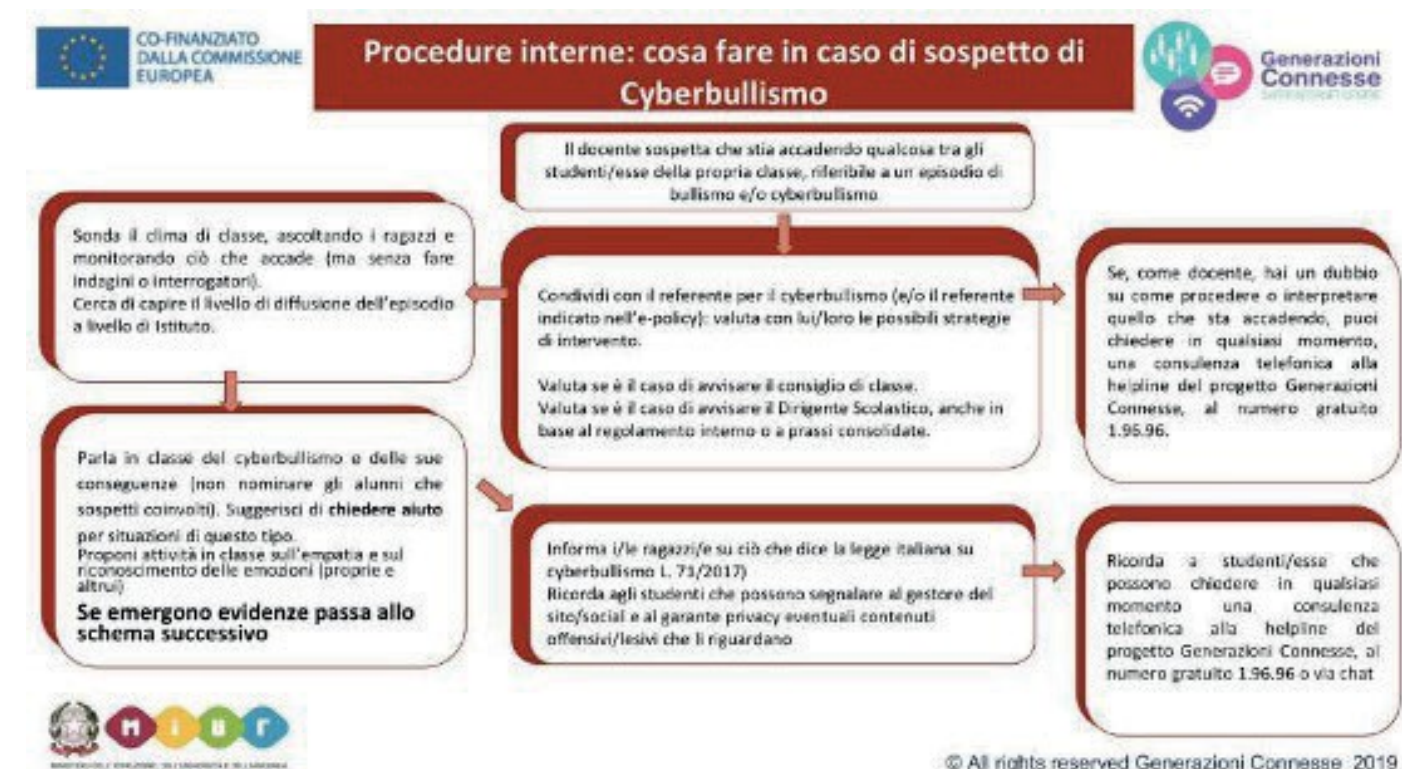 CO-FINANZIATO
DALLA COMMISSIONE
EUROPEA
Procedure interne: cosa fare in caso di sospetto di
Cyberbullismo
Generazioni
Connesse
Il docente sospetta che stia accadendo qualcosa tra gli
studenti/esse della propria classe, riferibile a un episodio di
bullismo e/o cyberbullismo
Sonda il clima di classe, ascoltando i ragazzi e
monitorando ciò che accade (ma senza fare
indagini o interrogatori).
Cerca di capire il livello di diffusione dell'episodio
a livello di Istituto.
Condividi con il referente per il cyberbullismo (e/o il referente
indicato nell'e-policy): valuta con lui/loro le possibili strategie
di intervento.
Valuta se è il caso di avvisare il consiglio di classe.
Valuta se è il caso di avvisare il Dirigente Scolastico, anche in
base al regolamento interno o a prassi consolidate.
Se, come docente, hai un dubbio
su come procedere o interpretare
quello che sta accadendo, puoi
chiedere in qualsiasi momento,
una consulenza telefonica alla
helpline del progetto Generazioni
Connesse, al numero gratuito
1.96.96.
Parla in classe del cyberbullismo e delle sue
conseguenze (non nominare gli alunni che
sospetti coinvolti). Suggerisci di chiedere aiuto
per situazioni di questo tipo.
Proponi attività in classe sull'empatia e sul
riconoscimento delle emozioni (proprie e
altrui)
Se emergono evidenze passa allo
schema successivo
Informa i/le ragazzi/e su ciò che dice la legge italiana su
cyberbullismo L. 71/2017)
Ricorda agli studenti che possono segnalare al gestore del
sito/social e al garante privacy eventuali contenuti
offensivi/lesivi che li riguardano
Ricorda a studenti/esse che
possono chiedere in qualsiasi
momento una consulenza
telefonica alla helpline del
progetto Generazioni Connesse, al
numero gratuito 1.96.96 o via chat
miur
© All rights reserved Generazioni Connesse 2019